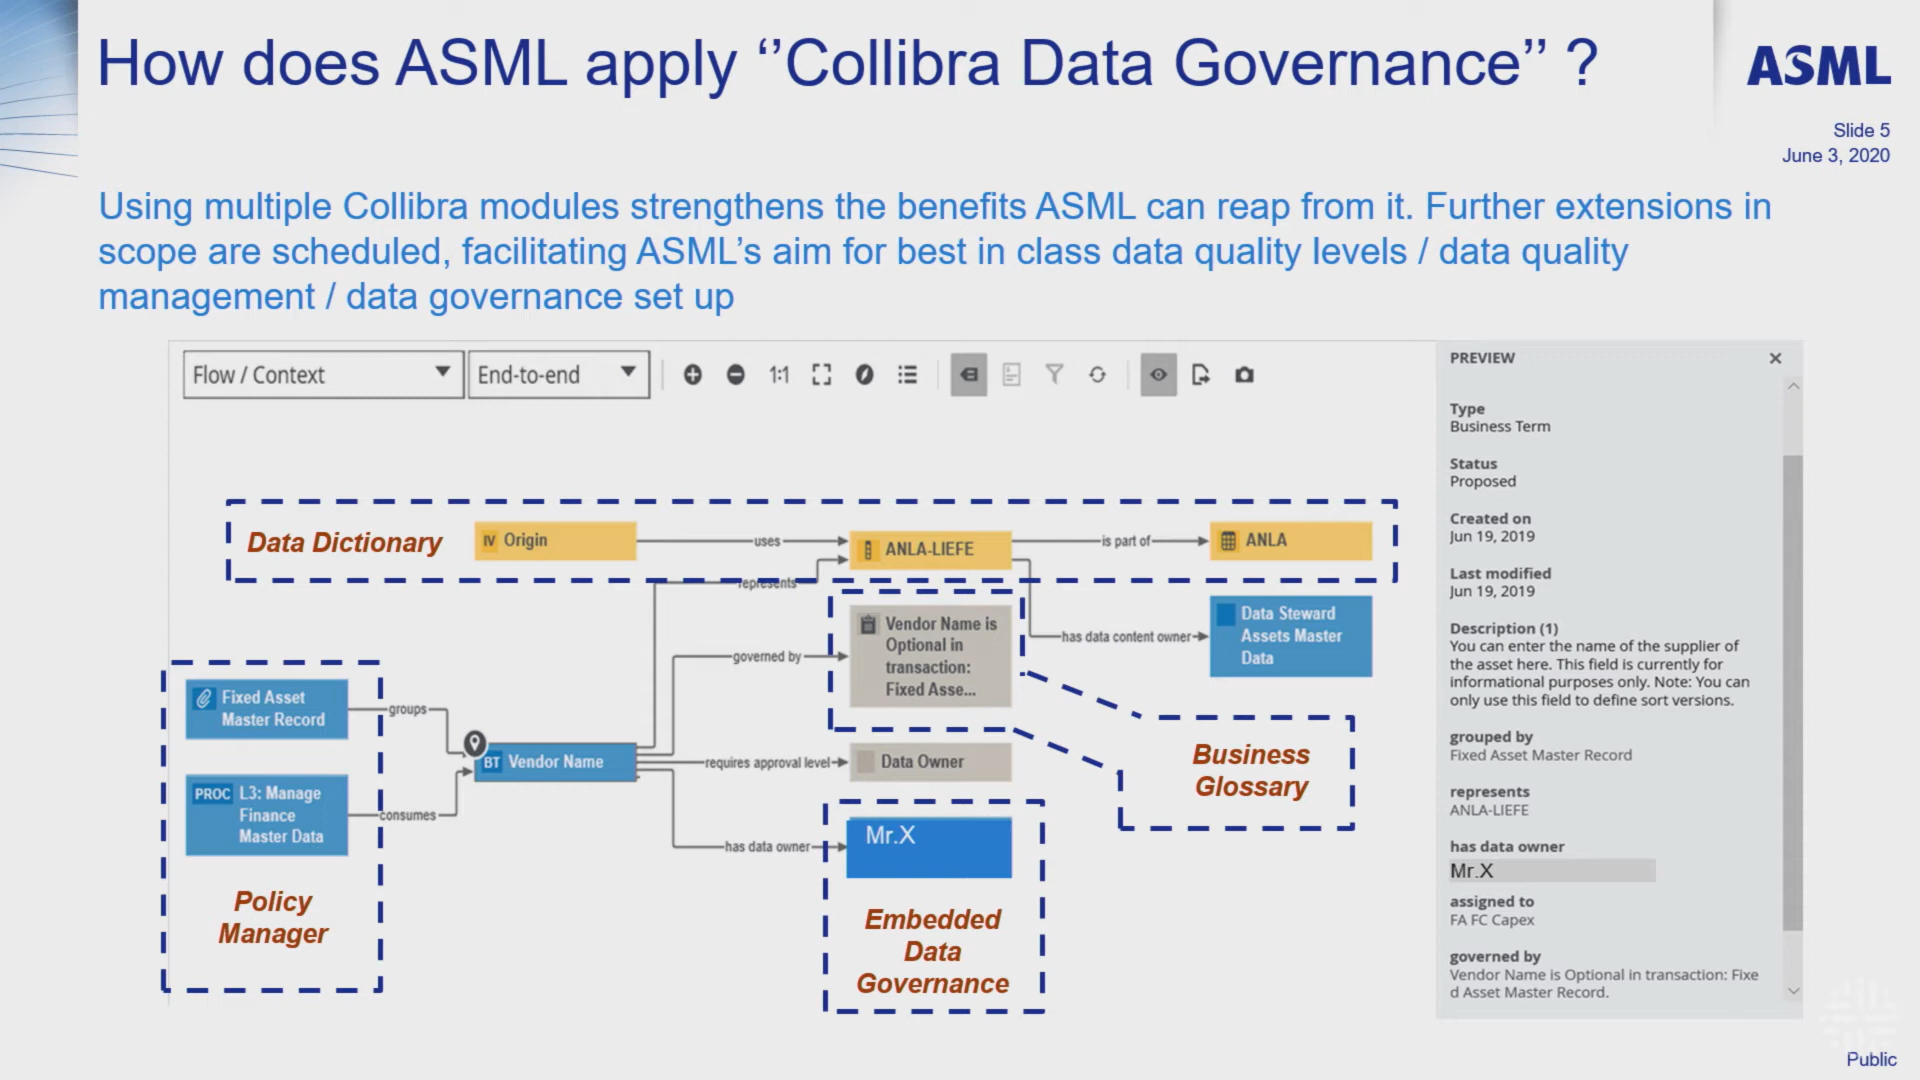 How does ASML apply ‘’Collibra Data Governance’’ ?
ASML
Slide 5
June 3, 2020
Using multiple Collibra modules strengthens the benefits ASML can reap from it. Further extensions in
scope are scheduled, facilitating ASML’s aim for best in class data quality levels / data quality
management / data governance set up
Flow / Context
End-to-end
1:1
Data Dictionary
IV Origin
uses
ANLA-LIEFE
is part of
ANLA
represents
Vendor Name is
Optional in
transaction:
Fixed Asse...
governed by
has data content owner
Data Steward
Assets Master
Data
Fixed Asset
Master Record
groups
BT Vendor Name
requires approval level
Data Owner
Business
Glossary
PROC L3: Manage
Finance
Master Data
consumes
has data owner
Mr.X
Policy
Manager
Embedded
Data
Governance
PREVIEW
Type
Business Term
Status
Proposed
Created on
Jun 19, 2019
Last modified
Jun 19, 2019
Description (1)
You can enter the name of the supplier of
the asset here. This field is currently for
informational purposes only. Note: You can
only use this field to define sort versions.
grouped by
Fixed Asset Master Record
represents
ANLA-LIEFE
has data owner
Mr.X
assigned to
FA FC Capex
governed by
Vendor Name is Optional in transaction: Fixe
d Asset Master Record.
Public